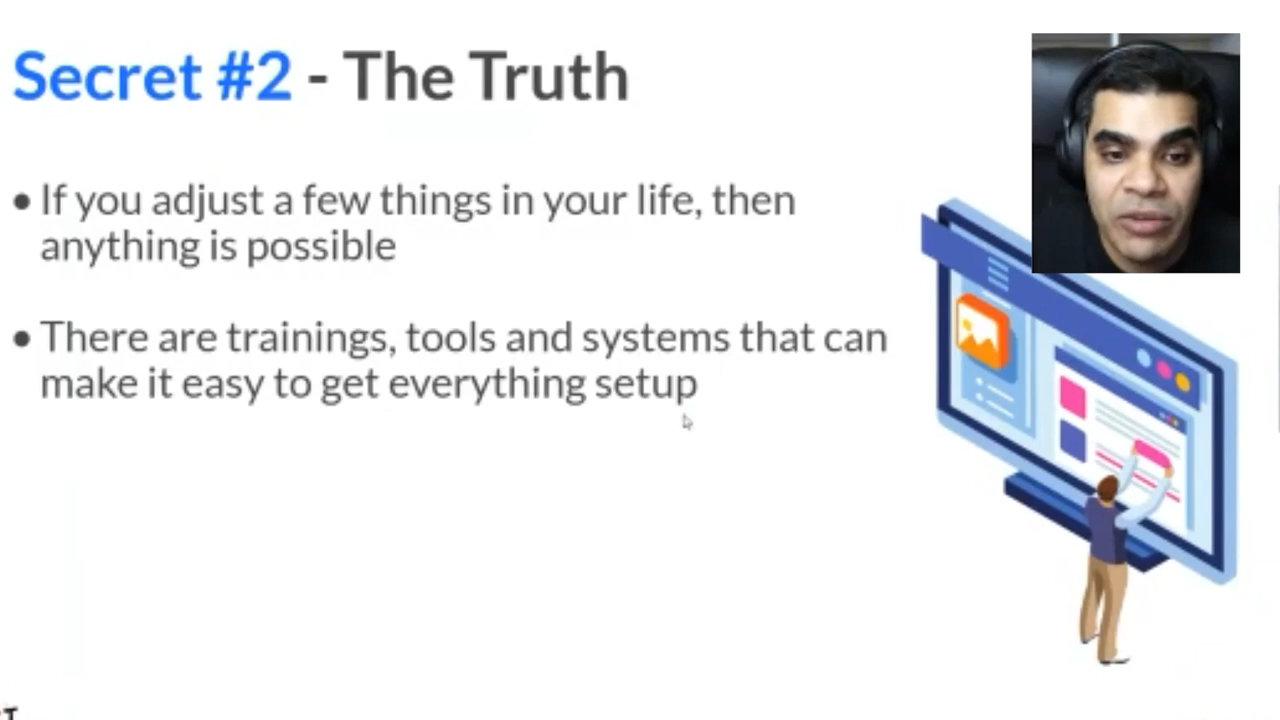 Secret #2 - The Truth
• If you adjust a few things in your life, then
anything is possible
• There are trainings, tools and systems that can
make it easy to get everything setup